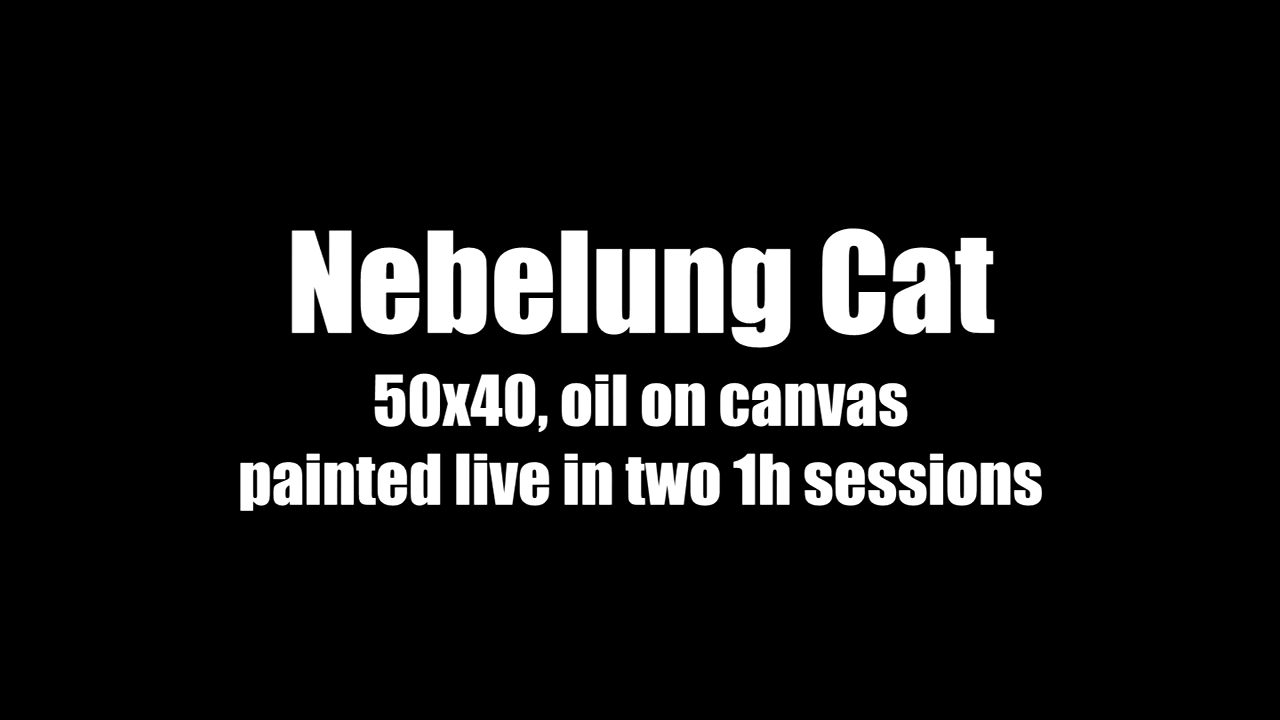 Nebelung Cat
50x40, oil on canvas
painted live in two 1h sessions